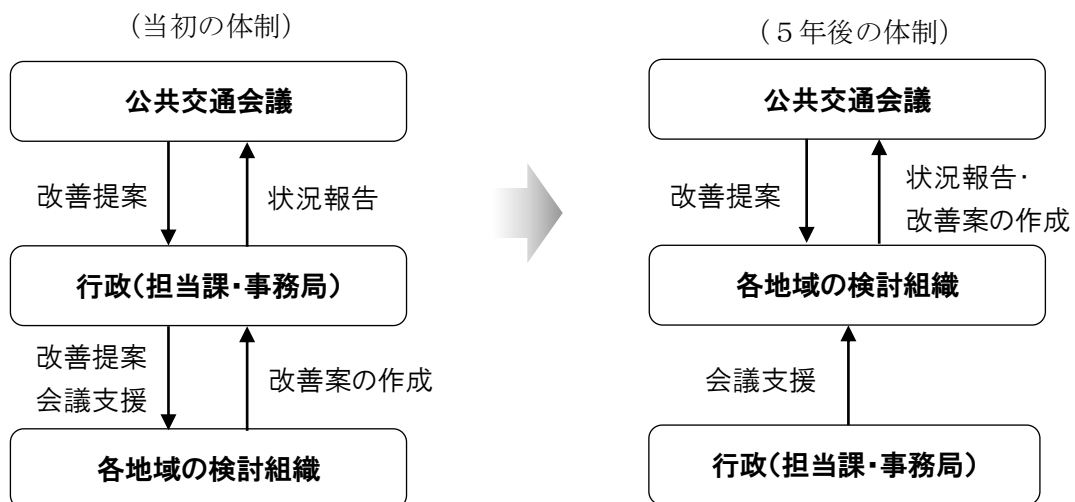 （当初の体制）
公共交通会議
改善提案
状況報告
行政（担当課・事務局）
改善提案
会議支援
改善案の作成
各地域の検討組織
（５年後の体制）
公共交通会議
改善提案
状況報告・
改善案の作成
各地域の検討組織
会議支援
行政（担当課・事務局）